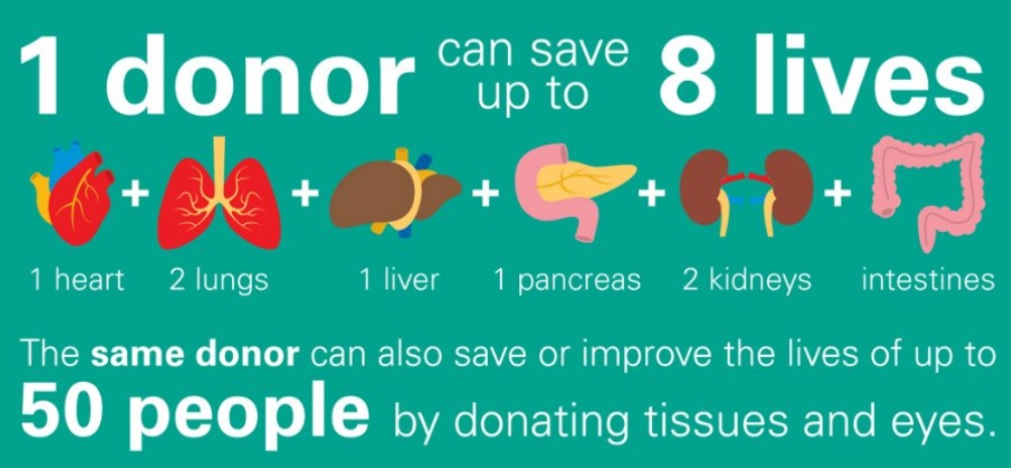 1 donor can save up to 8 lives
+ + + + +
1 heart 2 lungs 1 liver 1 pancreas 2 kidneys intestines
The same donor can also save or improve the lives of up to
50 people by donating tissues and eyes.